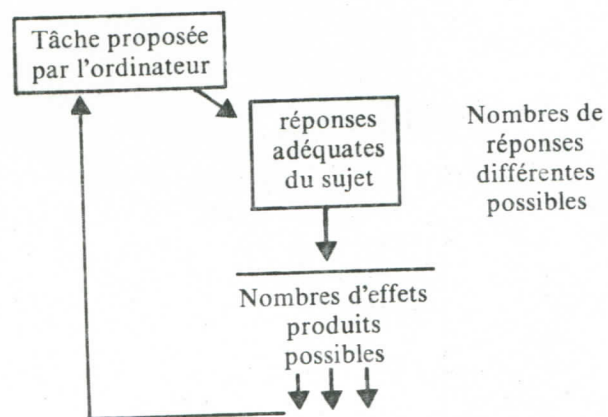 Tâche proposée
par l'ordinateur
réponses
adéquates
du sujet
Nombres de
réponses
différentes
possibles
Nombres d'effets
produits
possibles